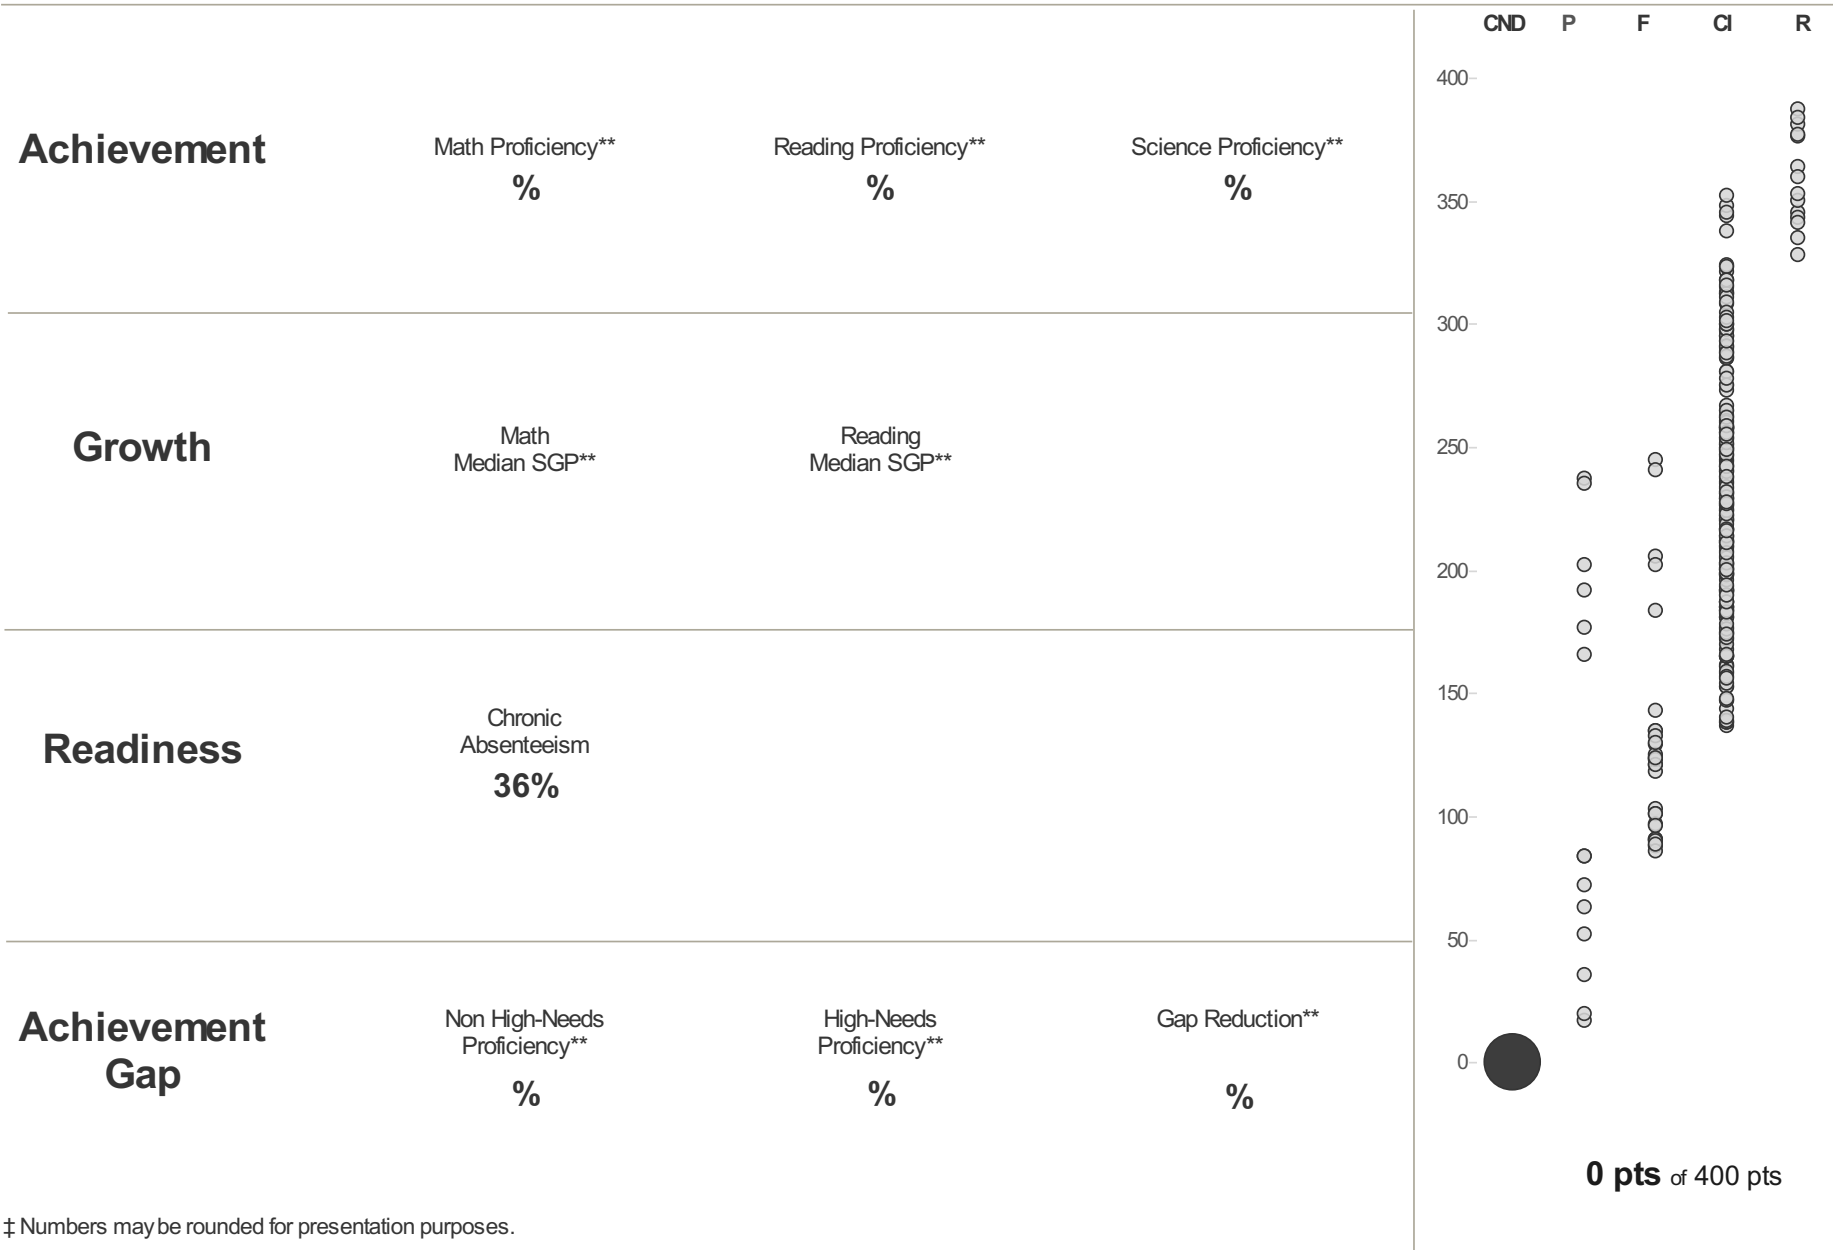 CND P F CI R
400
350
300
250
200
150
100
50
0
Achievement
Math Proficiency**
%
Reading Proficiency**
%
Science Proficiency**
%
Growth
Math
Median SGP**
Reading
Median SGP**
Readiness
Chronic
Absenteeism
36%
Achievement
Gap
Non High-Needs
Proficiency**
%
High-Needs
Proficiency**
%
Gap Reduction**
%
0 pts of 400 pts
‡ Numbers may be rounded for presentation purposes.